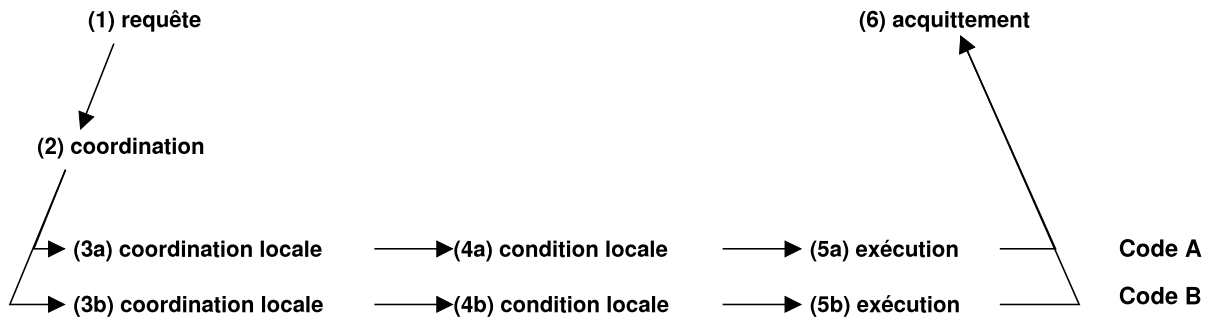 (1) requête
(6) acquittement
(2) coordination
(3a) coordination locale (4a) condition locale (5a) exécution Code A
(3b) coordination locale (4b) condition locale (5b) exécution Code B